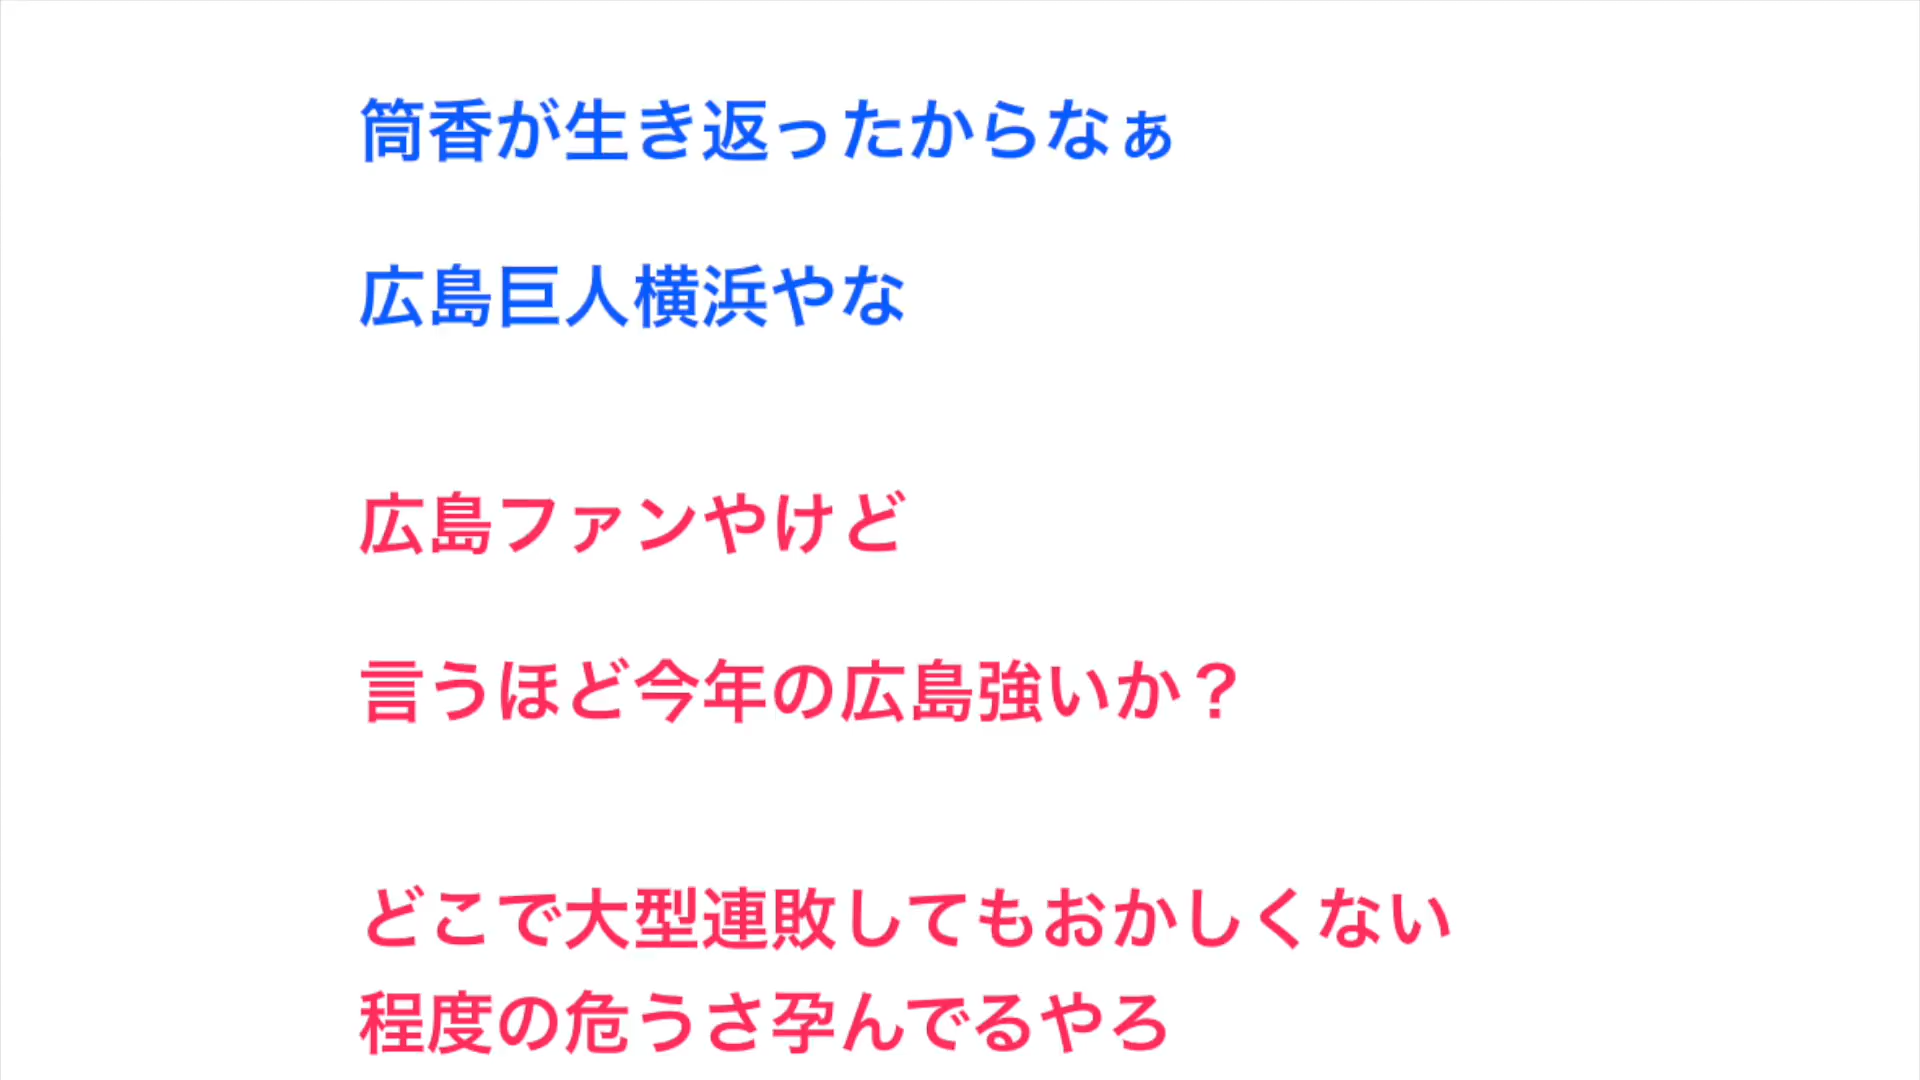 筒香が生き返ったからなぁ
広島巨人横浜やな
広島ファンやけど
言うほど今年の広島強いか？
どこで大型連敗してもおかしくない
程度の危うさ孕んでるやろ